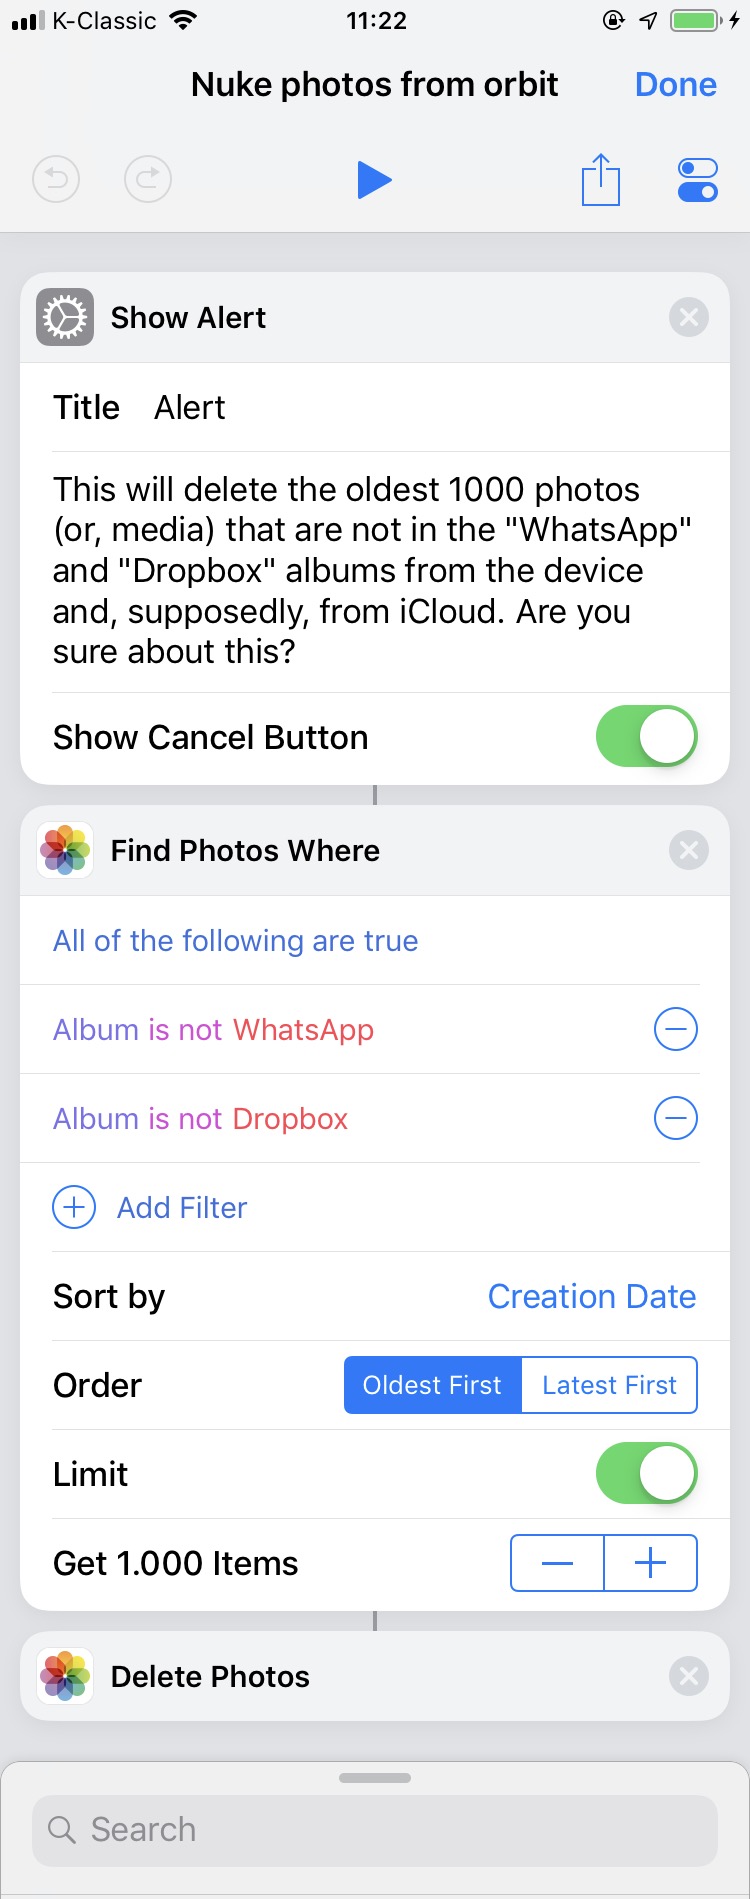 K-Classic 11:22
Nuke photos from orbit Done
Show Alert
Title Alert
This will delete the oldest 1000 photos
(or, media) that are not in the "WhatsApp"
and "Dropbox" albums from the device
and, supposedly, from iCloud. Are you
sure about this?
Show Cancel Button
Find Photos Where
All of the following are true
Album is not WhatsApp
Album is not Dropbox
Add Filter
Sort by Creation Date
Order Oldest First Latest First
Limit
Get 1.000 Items
Delete Photos
Search